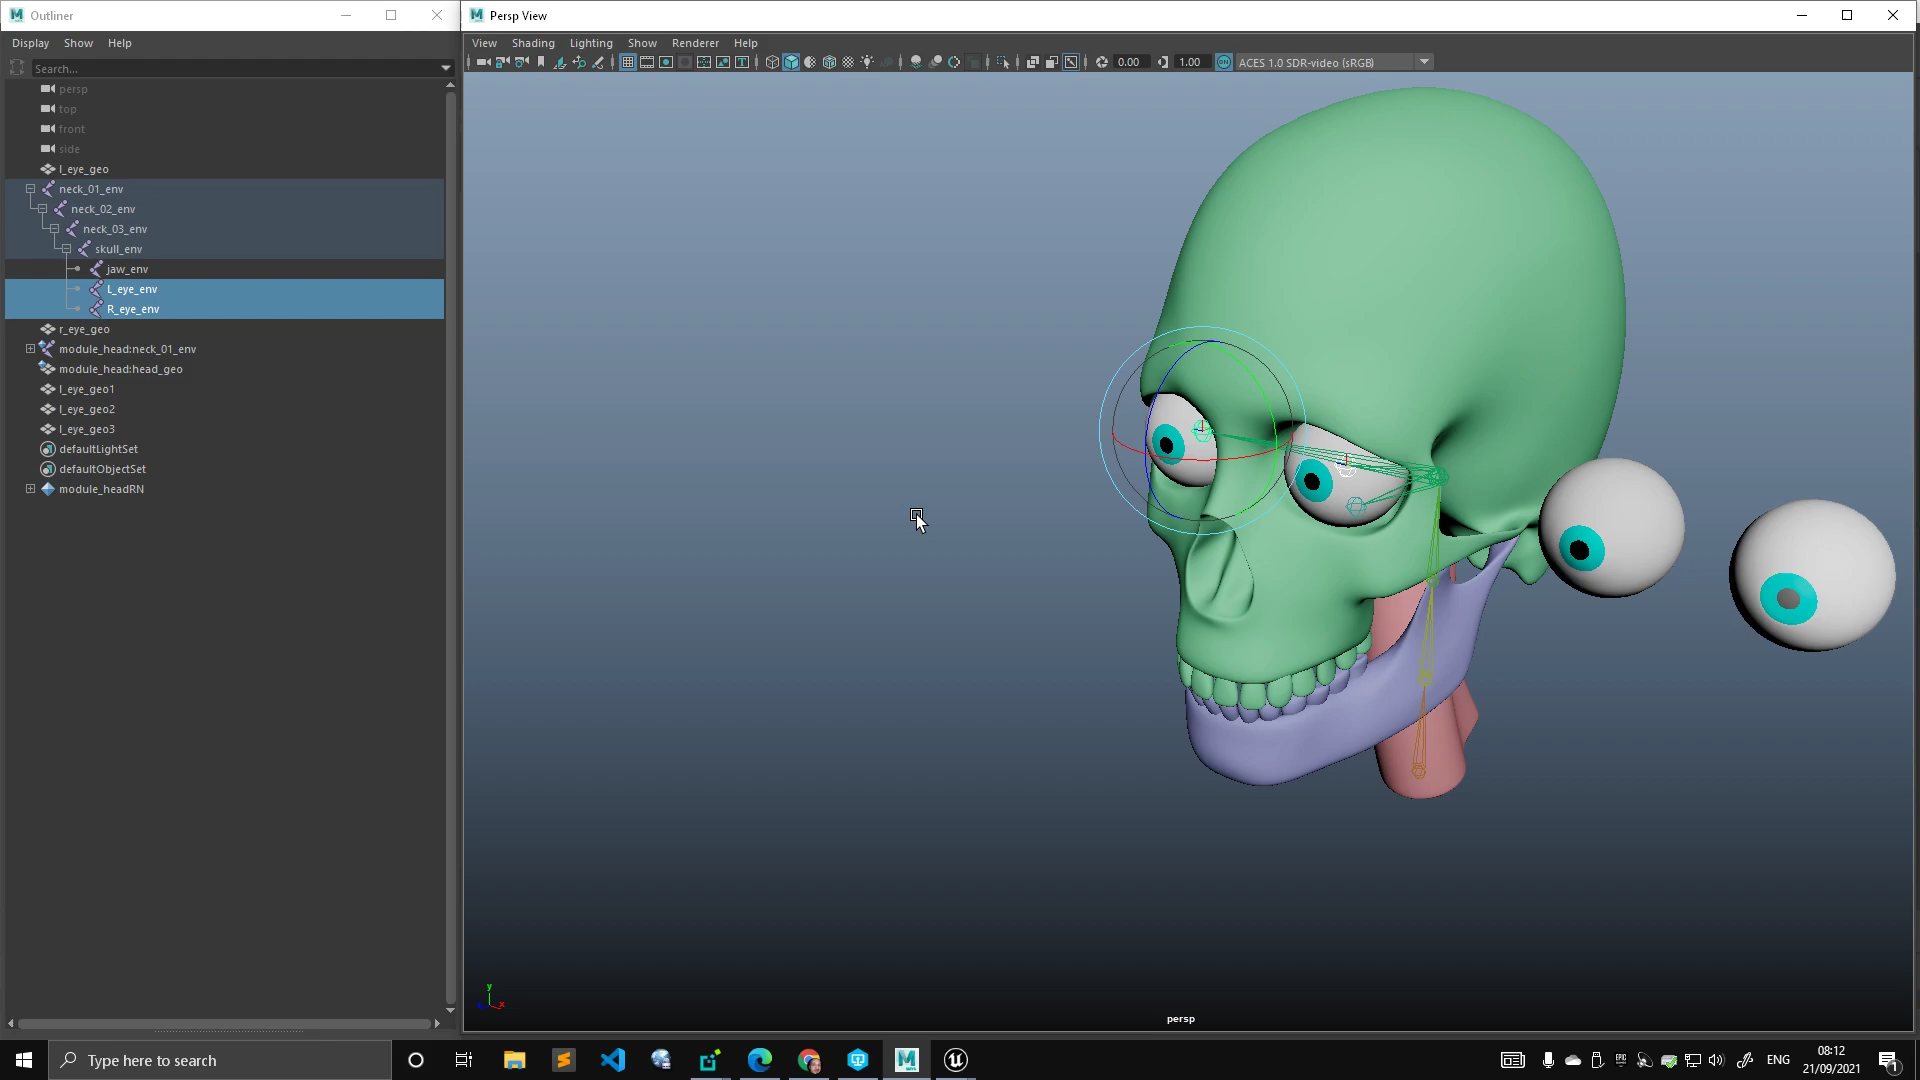 Outliner
Persp View
Display Show Help
View Shading Lighting Show Renderer Help
Search...
0.00
1.00
ON
ACES 1.0 SDR-video (sRGB)
persp
top
front
side
l_eye_geo
neck_01_env
neck_02_env
neck_03_env
skull_env
jaw_env
L_eye_env
R_eye_env
r_eye_geo
module_head:neck_01_env
module_head:head_geo
l_eye_geo1
l_eye_geo2
l_eye_geo3
defaultLightSet
defaultObjectSet
module_headRN
y
x
persp
Type here to search
ENG
08:12
21/09/2021
1